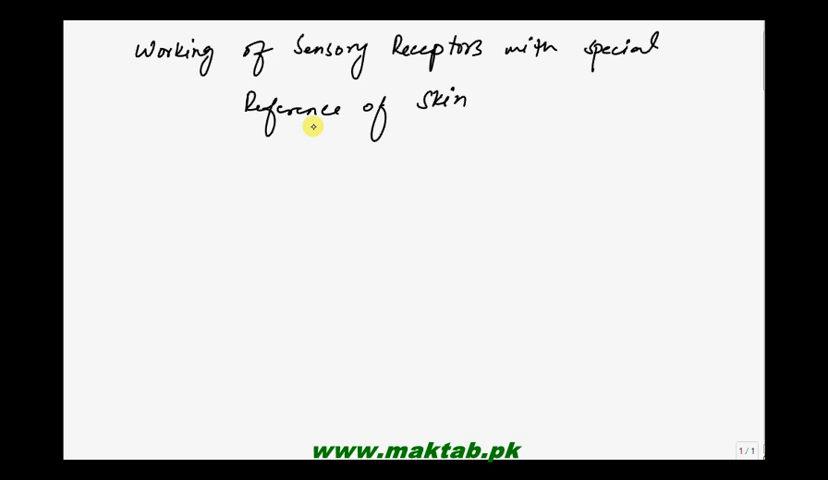 Working of Sensory Receptors with special
Reference of Skin
www.maktab.pk
1 / 1